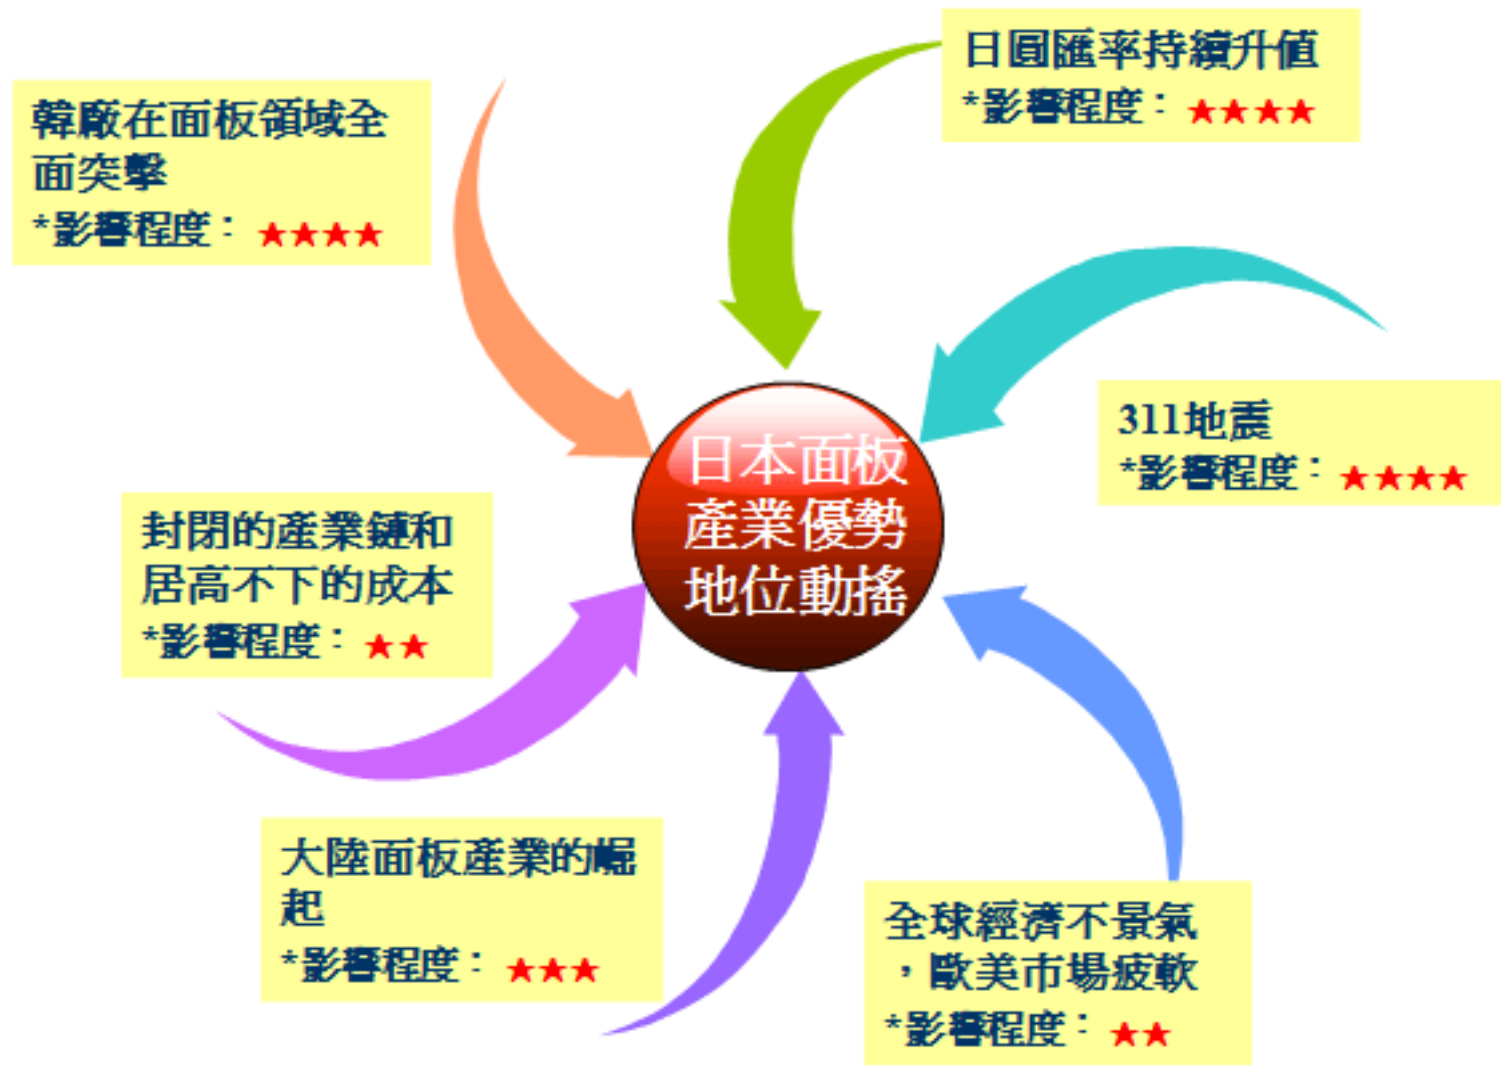 日圓匯率持續升值
*影響程度：★★★★
韓廠在面板領域全
面突擊
*影響程度：★★★★
311地震
*影響程度：★★★★
日本面板
產業優勢
地位動搖
封閉的產業鏈和
居高不下的成本
*影響程度：★★
大陸面板產業的崛
起
*影響程度：★★★
全球經濟不景氣
，歐美市場疲軟
*影響程度：★★